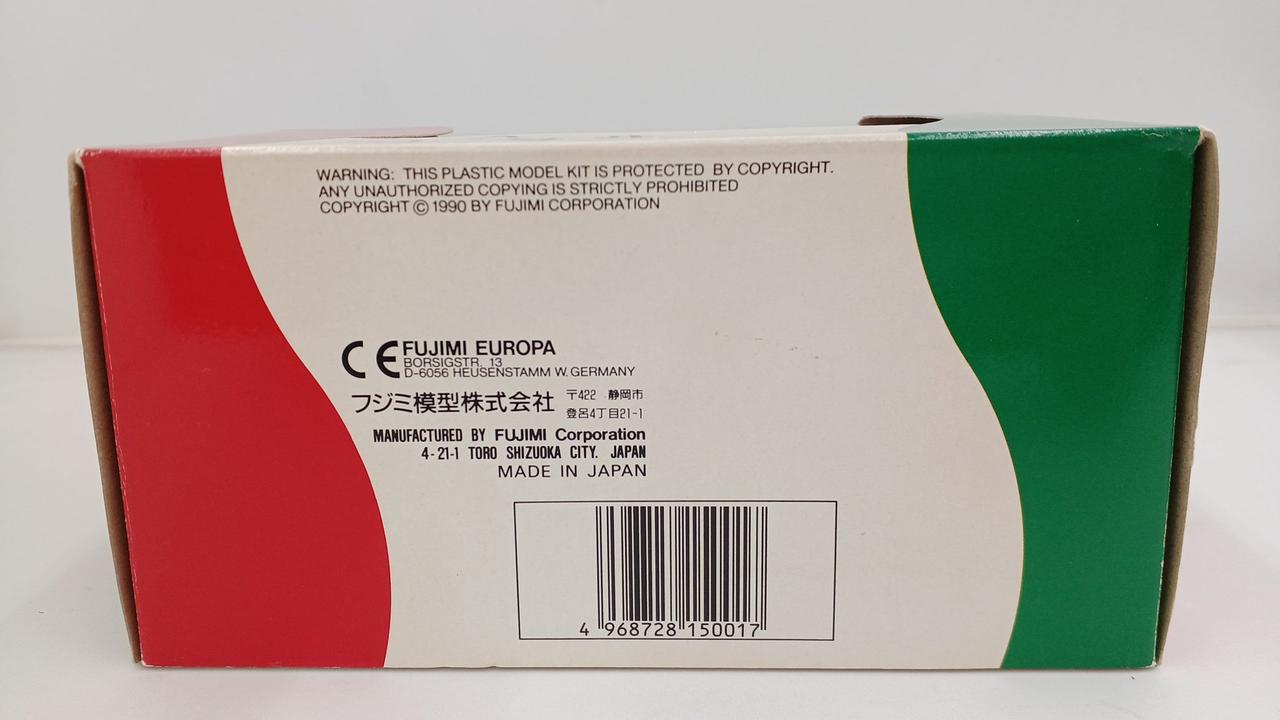 WARNING: THIS PLASTIC MODEL KIT IS PROTECTED BY COPYRIGHT.
ANY UNAUTHORIZED COPYING IS STRICTLY PROHIBITED
COPYRIGHT © 1990 BY FUJIMI CORPORATION
CE FUJIMI EUROPA
BORSIGSTR. 13
D-6056 HEUSENSTAMM W. GERMANY
フジミ模型株式会社 〒422 静岡市
登呂4丁目21-1
MANUFACTURED BY FUJIMI Corporation
4-21-1 TORO SHIZUOKA CITY. JAPAN
MADE IN JAPAN
4 968728 150017